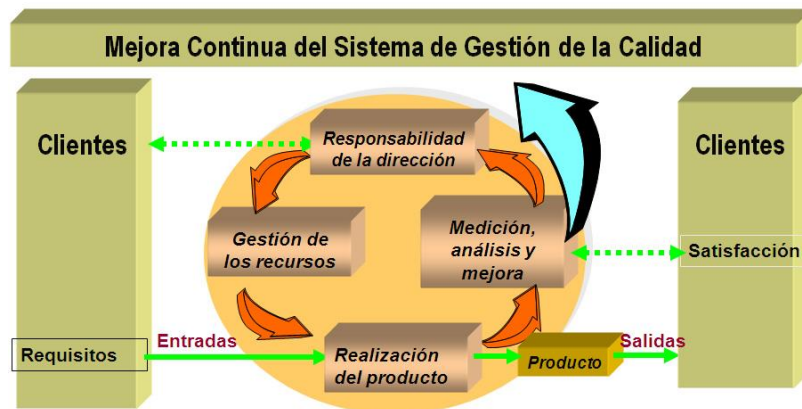 Mejora Continua del Sistema de Gestión de la Calidad
Clientes
Responsabilidad
de la dirección
Clientes
Gestión de
los recursos
Medición,
análisis y
mejora
Satisfacción
Requisitos
Entradas
Realización
del producto
Producto
Salidas